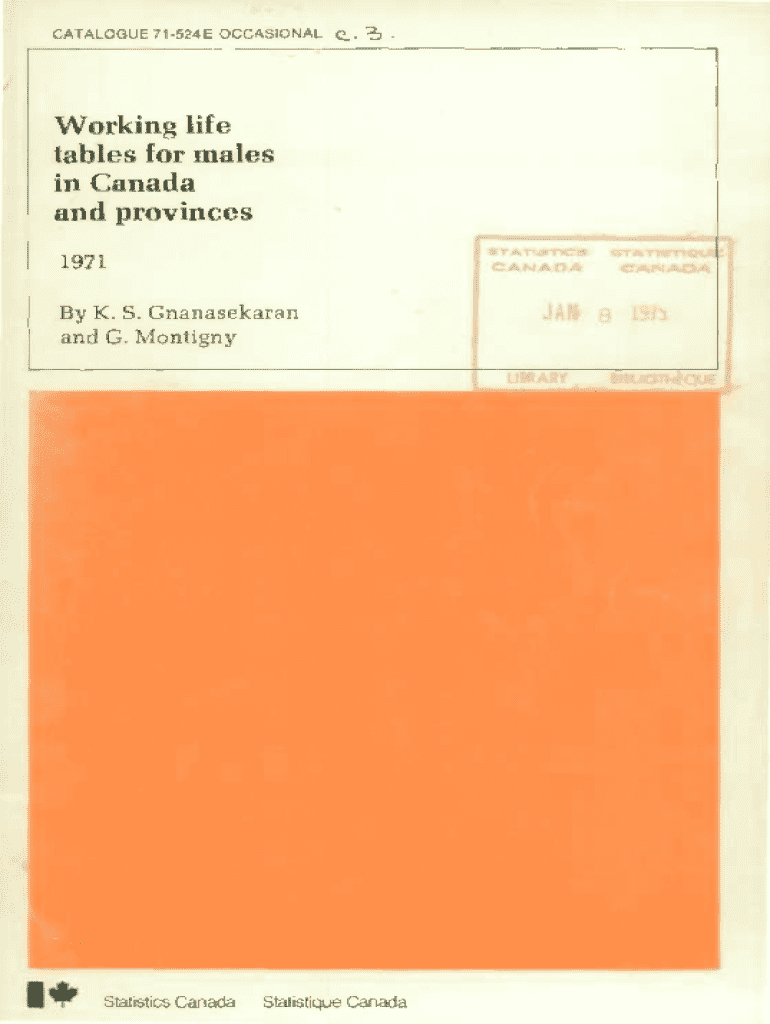 CATALOGUE 71-524E OCCASIONAL c. 3.
Working life
tables for males
in Canada
and provinces
1971
By K. S. Gnanasekaran
and G. Montigny
STATISTICS STATISTIQUE
CANADA CANADA
JAN 8
LIBRARY BIBLIOTHÈQUE
Statistics Canada Statistique Canada